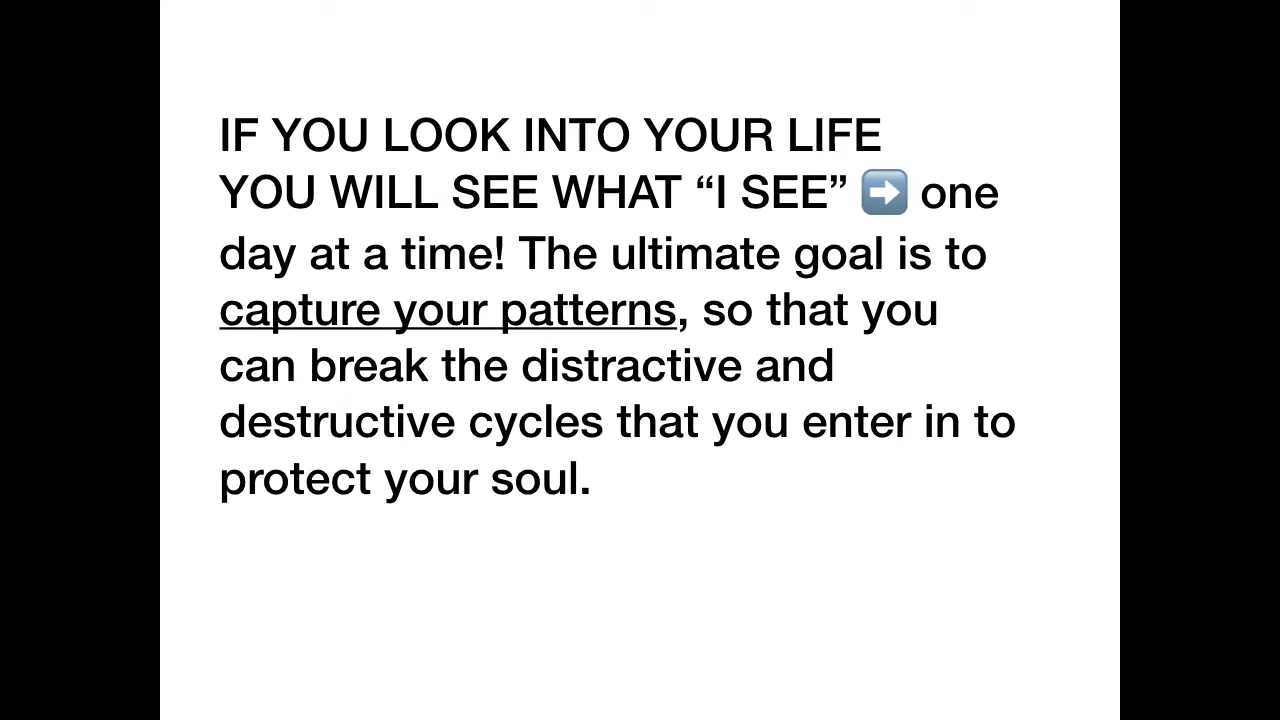 IF YOU LOOK INTO YOUR LIFE
YOU WILL SEE WHAT “I SEE” ➡️ one
day at a time! The ultimate goal is to
capture your patterns, so that you
can break the distractive and
destructive cycles that you enter in to
protect your soul.